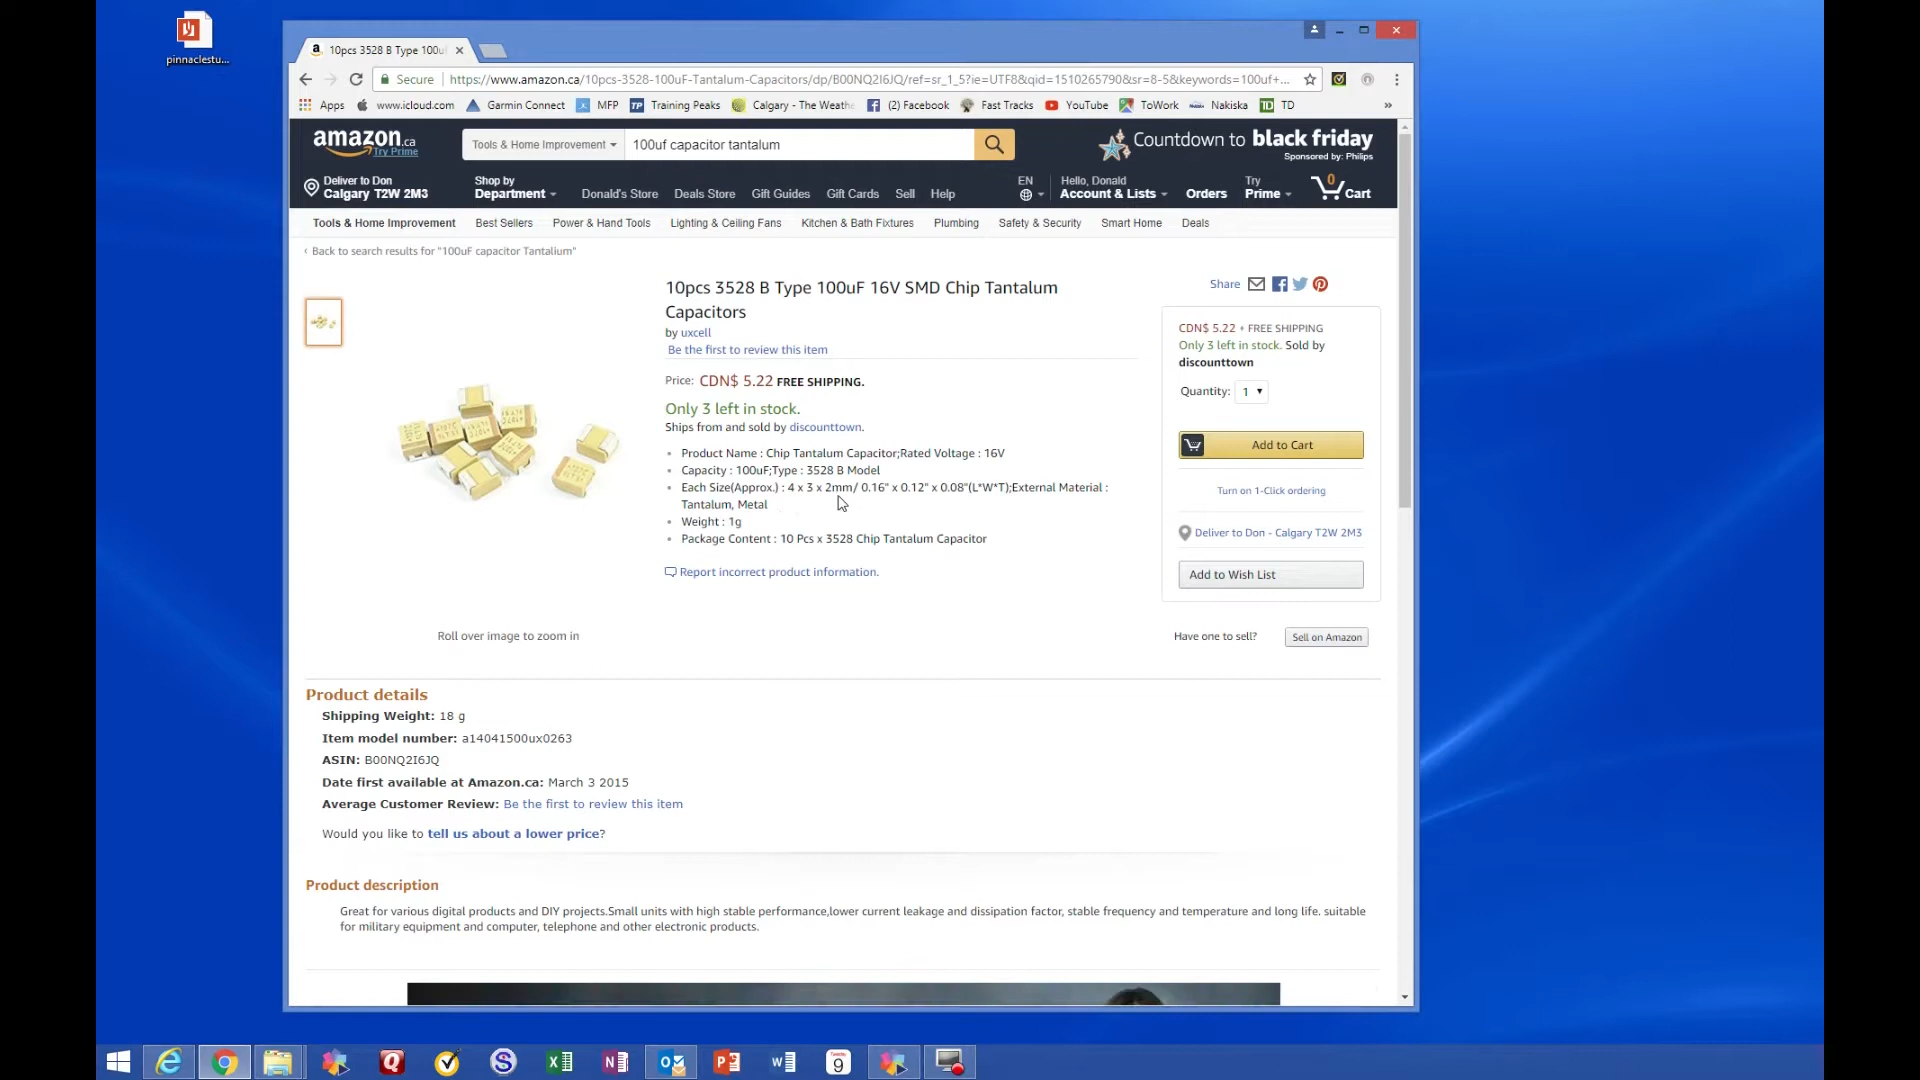 pinnaclestu...
10pcs 3528 B Type 100u
Secure
https://www.amazon.ca/10pcs-3528-100uF-Tantalum-Capacitors/dp/B00NQ2I6JQ/ref=sr_1_5?ie=UTF8&qid=1510265790&sr=8-5&keywords=100uf+...
Apps www.icloud.com Garmin Connect MFP Training Peaks Calgary - The Weathe (2) Facebook Fast Tracks YouTube ToWork Nakiska TD »
amazon.ca
Try Prime
Tools & Home Improvement
100uf capacitor tantalum
Countdown to black friday
Sponsored by: Philips
Deliver to Don
Calgary T2W 2M3
Shop by
Department
Donald's Store Deals Store Gift Guides Gift Cards Sell Help
EN
Hello, Donald
Account & Lists
Orders
Try
Prime
0
Cart
Tools & Home Improvement Best Sellers Power & Hand Tools Lighting & Ceiling Fans Kitchen & Bath Fixtures Plumbing Safety & Security Smart Home Deals
‹ Back to search results for "100uF capacitor Tantalium"
10pcs 3528 B Type 100uF 16V SMD Chip Tantalum
Capacitors
by uxcell
Be the first to review this item
Price: CDN$ 5.22 FREE SHIPPING.
Only 3 left in stock.
Ships from and sold by discounttown.
• Product Name : Chip Tantalum Capacitor;Rated Voltage : 16V
• Capacity : 100uF;Type : 3528 B Model
• Each Size(Approx.) : 4 x 3 x 2mm/ 0.16" x 0.12" x 0.08"(L*W*T);External Material :
Tantalum, Metal
• Weight : 1g
• Package Content : 10 Pcs x 3528 Chip Tantalum Capacitor
Report incorrect product information.
Roll over image to zoom in
Share
CDN$ 5.22 + FREE SHIPPING
Only 3 left in stock. Sold by
discounttown
Quantity: 1
Add to Cart
Turn on 1-Click ordering
Deliver to Don - Calgary T2W 2M3
Add to Wish List
Have one to sell? Sell on Amazon
Product details
Shipping Weight: 18 g
Item model number: a14041500ux0263
ASIN: B00NQ2I6JQ
Date first available at Amazon.ca: March 3 2015
Average Customer Review: Be the first to review this item
Would you like to tell us about a lower price?
Product description
Great for various digital products and DIY projects.Small units with high stable performance,lower current leakage and dissipation factor, stable frequency and temperature and long life. suitable
for military equipment and computer, telephone and other electronic products.
9